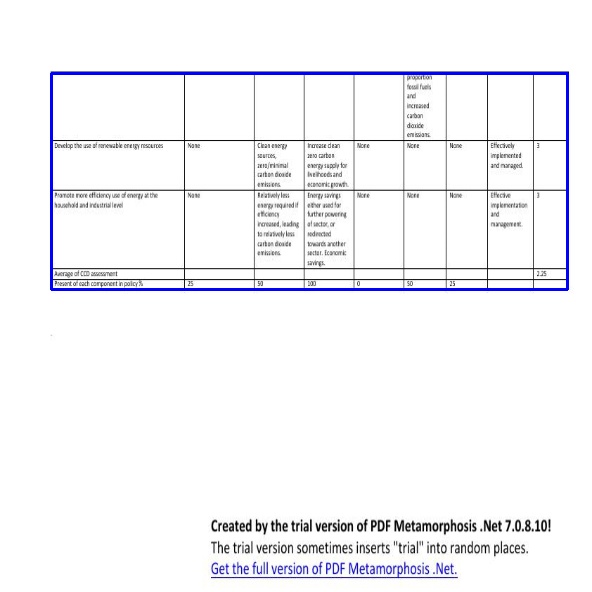 proportion
fossil fuels
and
increased
carbon
dioxide
emissions.
Develop the use of renewable energy resources
None
Clean energy
sources,
zero/minimal
carbon dioxide
emissions.
Increase clean
zero carbon
energy supply for
livelihoods and
economic growth.
None
None
None
Effectively
implemented
and managed.
3
Promote more efficiency use of energy at the
household and industrial level
None
Relatively less
energy required if
efficiency
increased, leading
to relatively less
carbon dioxide
emissions.
Energy savings
either used for
further powering
of sector, or
redirected
towards another
sector. Economic
savings.
None
None
None
Effective
implementation
and
management.
3
Average of CCD assessment
2.25
Present of each component in policy %
25
50
100
0
50
25
Created by the trial version of PDF Metamorphosis .Net 7.0.8.10!
The trial version sometimes inserts "trial" into random places.
Get the full version of PDF Metamorphosis .Net.